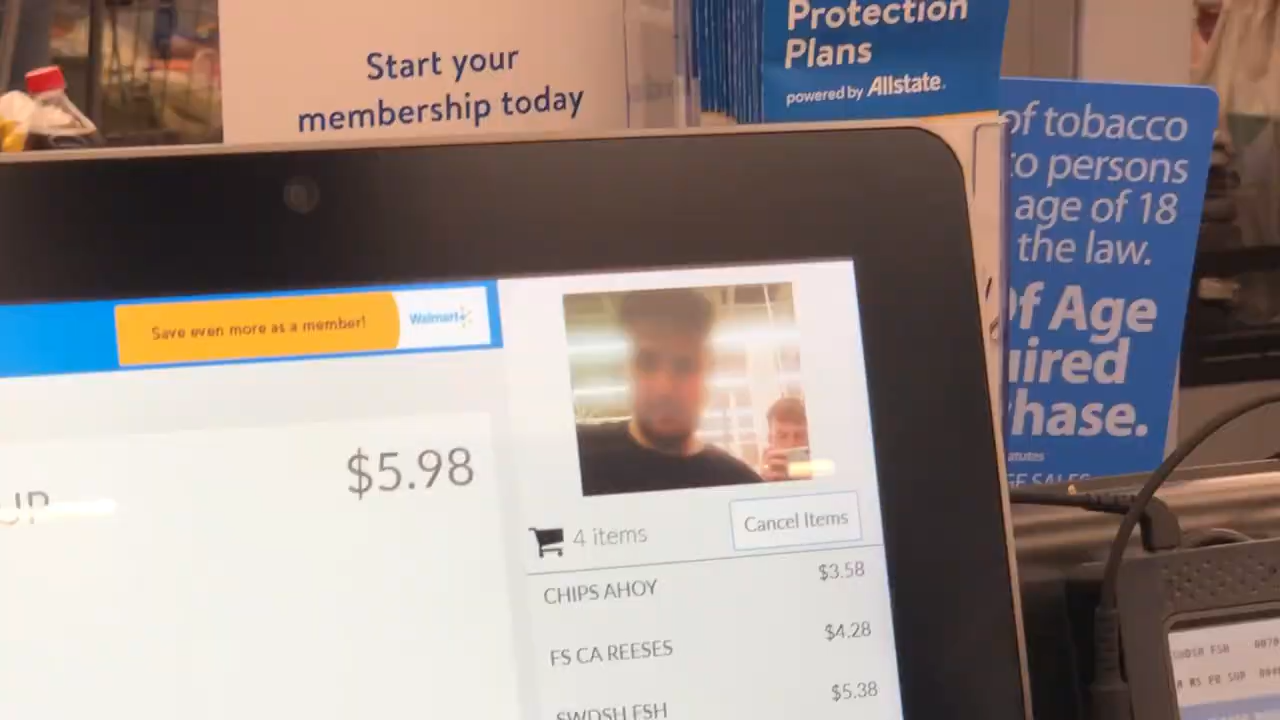 Start your
membership today
Protection
Plans
powered by Allstate.
of tobacco
to persons
age of 18
the law.
of Age
uired
hase.
Save even more as a member!
Walmart+
$5.98
4 items
Cancel Items
CHIPS AHOY $3.58
FS CA REESES $4.28
SWDSH FSH $5.38